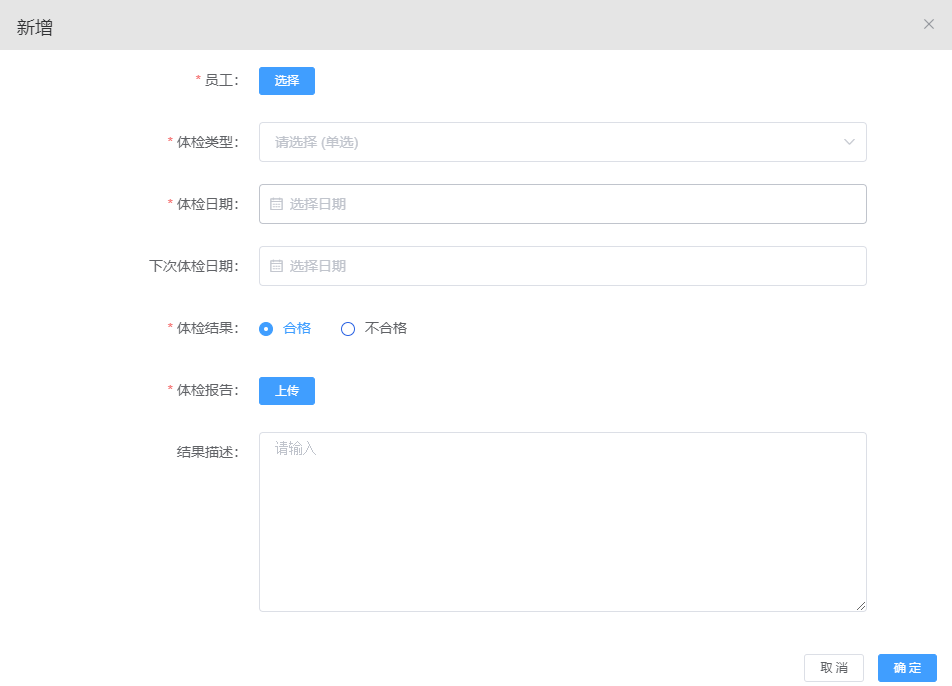 新增
* 员工： 选择
* 体检类型： 请选择 (单选)
* 体检日期： 选择日期
下次体检日期： 选择日期
* 体检结果： 合格 不合格
* 体检报告： 上传
结果描述： 请输入
取消 确定